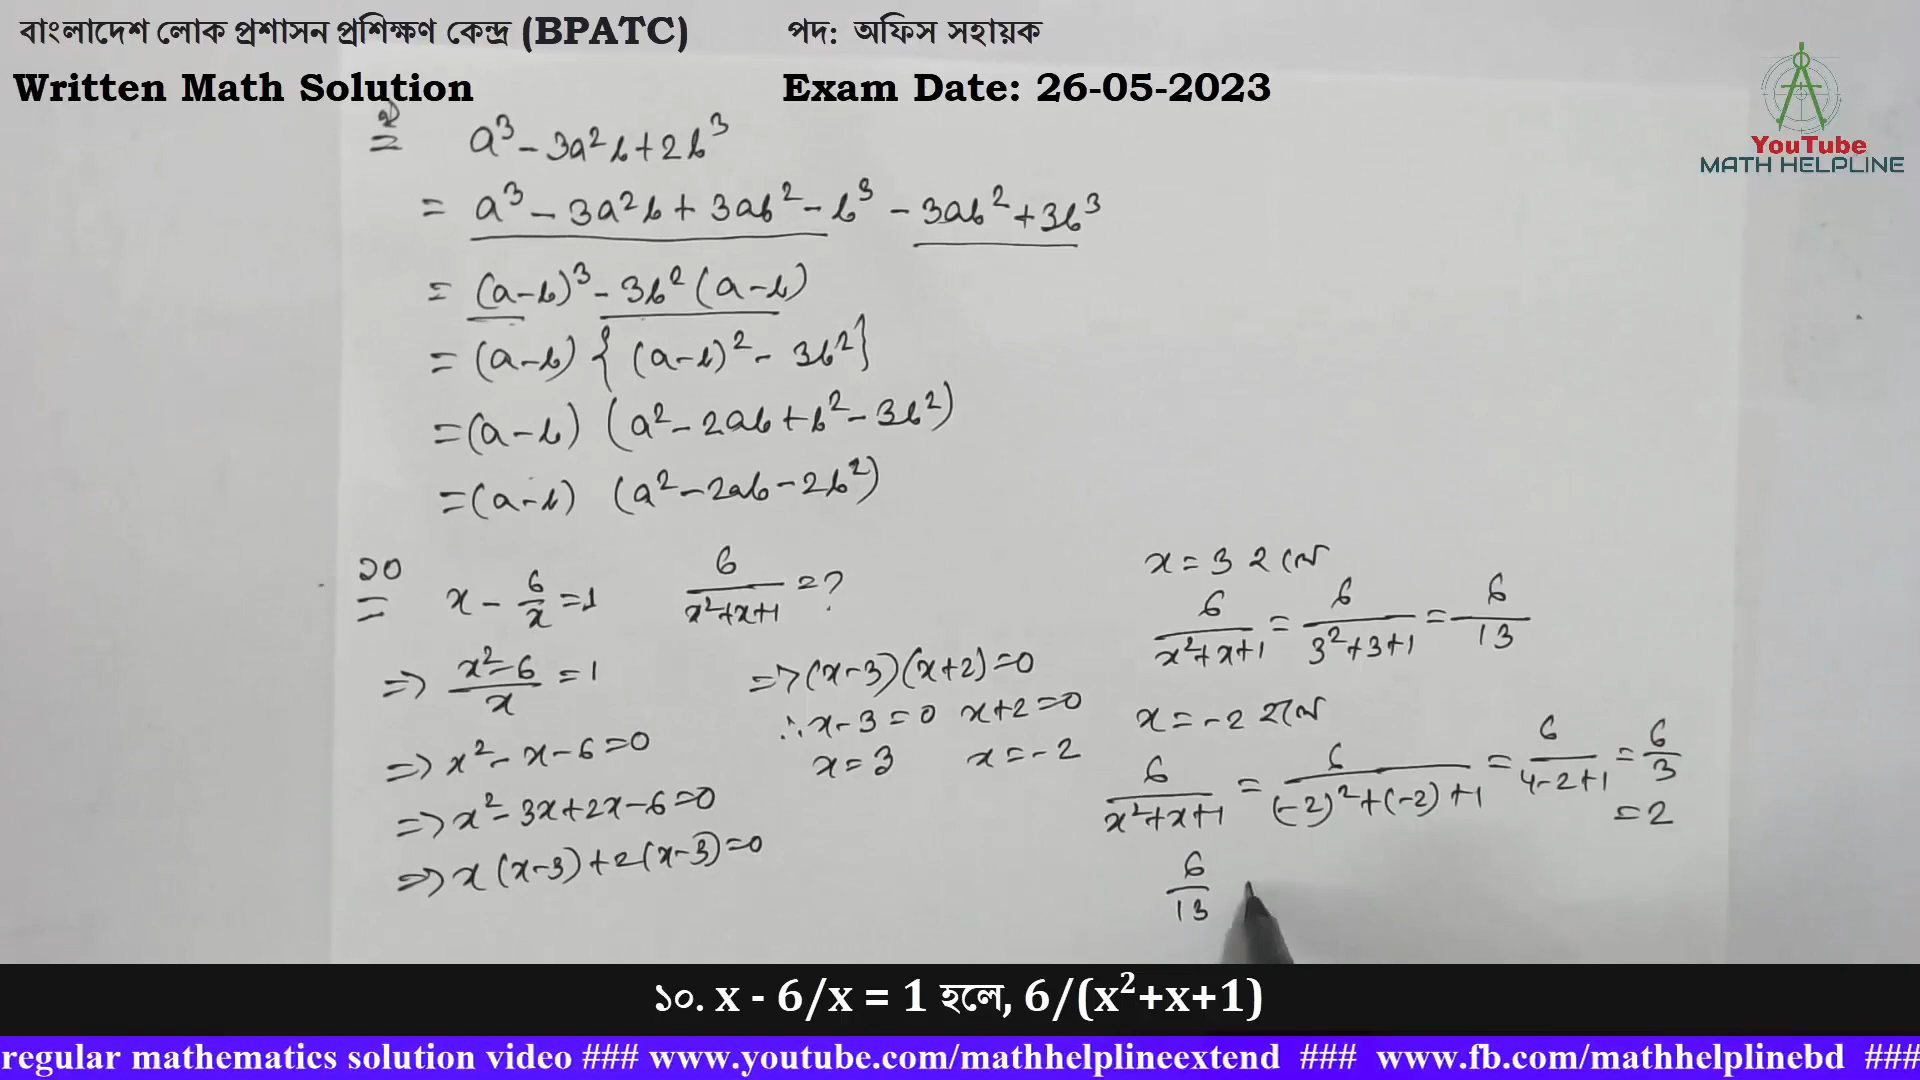 বাংলাদেশ লোক প্রশাসন প্রশিক্ষণ কেন্দ্র (BPATC) পদ: অফিস সহায়ক
Written Math Solution Exam Date: 26-05-2023
YouTube
MATH HELPLINE
a³ - 3a²b + 2b³
= a³ - 3a²b + 3ab² - b³ - 3ab² + 3b³
= (a-b)³ - 3b² (a-b)
= (a-b) { (a-b)² - 3b² }
= (a-b) (a² - 2ab + b² - 3b²)
= (a-b) (a² - 2ab - 2b²)
১০ x - 6/x = 1 6/(x²+x+1) = ?
=> (x²-6)/x = 1
=> x² - x - 6 = 0
=> x² - 3x + 2x - 6 = 0
=> x (x-3) + 2 (x-3) = 0
=> (x-3) (x+2) = 0
∴ x - 3 = 0 x + 2 = 0
x = 3 x = -2
x = 3 হলে
6/(x²+x+1) = 6/(3²+3+1) = 6/13
x = -2 হলে
6/(x²+x+1) = 6/((-2)²+(-2)+1) = 6/(4-2+1) = 6/3
= 2
6/13
১০. x - 6/x = 1 হলে, 6/(x²+x+1)
regular mathematics solution video ### www.youtube.com/mathhelplineextend ### www.fb.com/mathhelplinebd ###